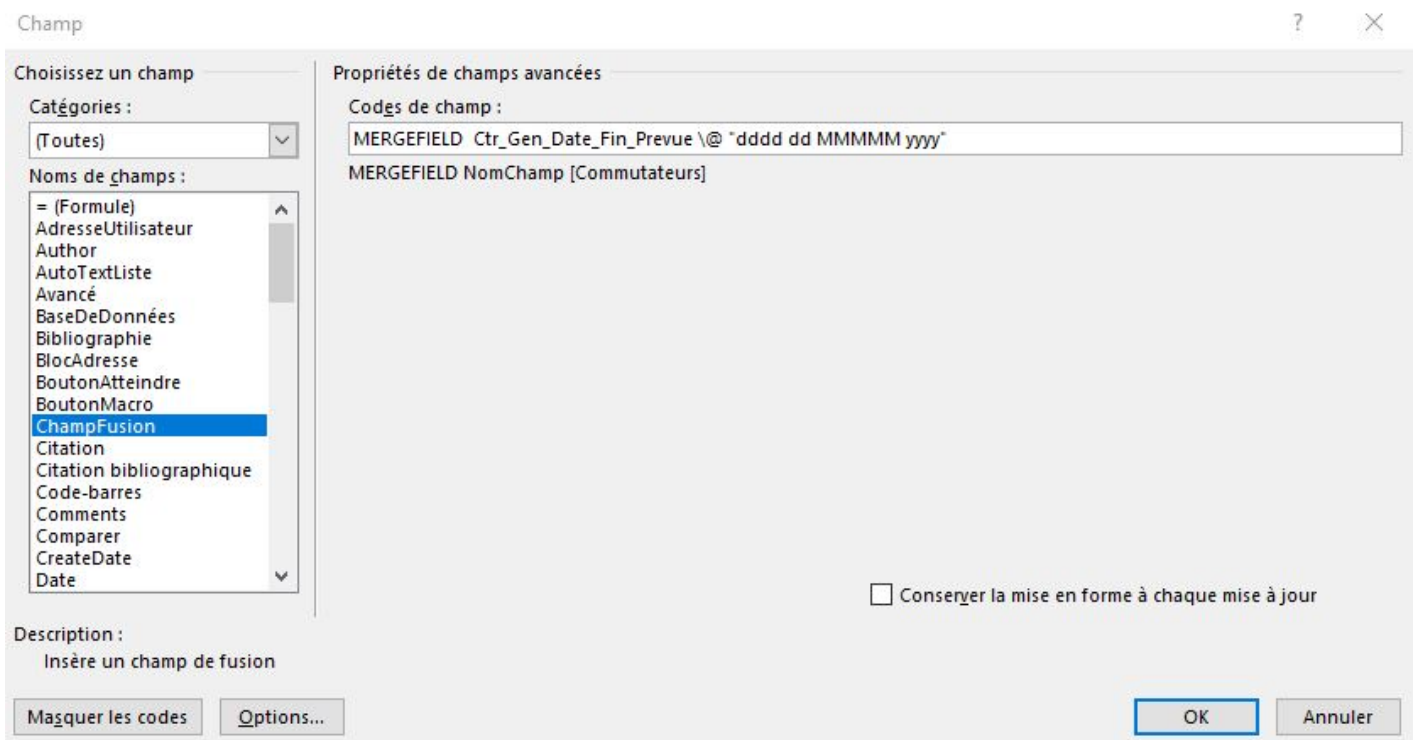 Champ
Choisissez un champ
Catégories :
(Toutes)
Noms de champs :
= (Formule)
AdresseUtilisateur
Author
AutoTextListe
Avancé
BaseDeDonnées
Bibliographie
BlocAdresse
BoutonAtteindre
BoutonMacro
ChampFusion
Citation
Citation bibliographique
Code-barres
Comments
Comparer
CreateDate
Date
Propriétés de champs avancées
Codes de champ :
MERGEFIELD  Ctr_Gen_Date_Fin_Prevue \@ "dddd dd MMMMM yyyy"
MERGEFIELD NomChamp [Commutateurs]
Conserver la mise en forme à chaque mise à jour
Description :
Insère un champ de fusion
Masquer les codes
Options...
OK
Annuler